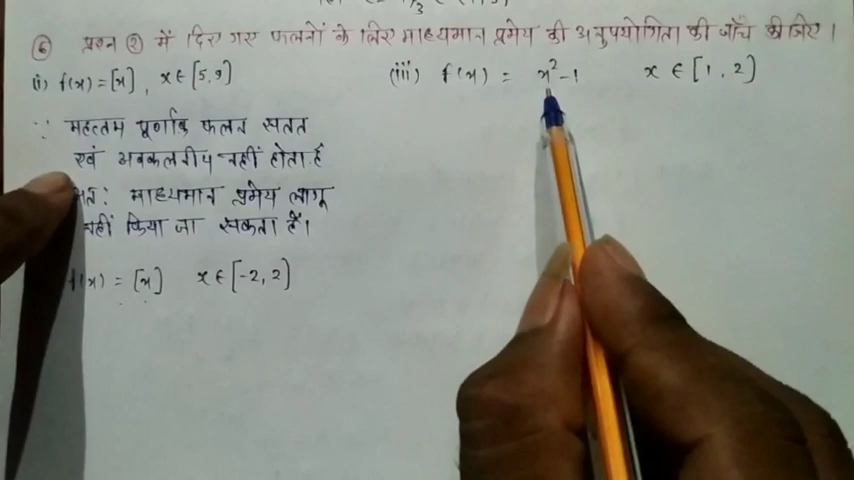 ⑥ प्रश्न ② में दिए गए फलनों के लिए माध्यमान प्रमेय की अनुपयोगिता की जाँच कीजिए।
(i) f(x) = [x], x ∈ [5, 9]
∵ महत्तम पूर्णांक फलन सतत
एवं अवकलनीय नहीं होता है
अतः माध्यमान प्रमेय लागू
नहीं किया जा सकता है।
f(x) = [x] x ∈ [-2, 2]
(iii) f(x) = x² - 1 x ∈ [1, 2]